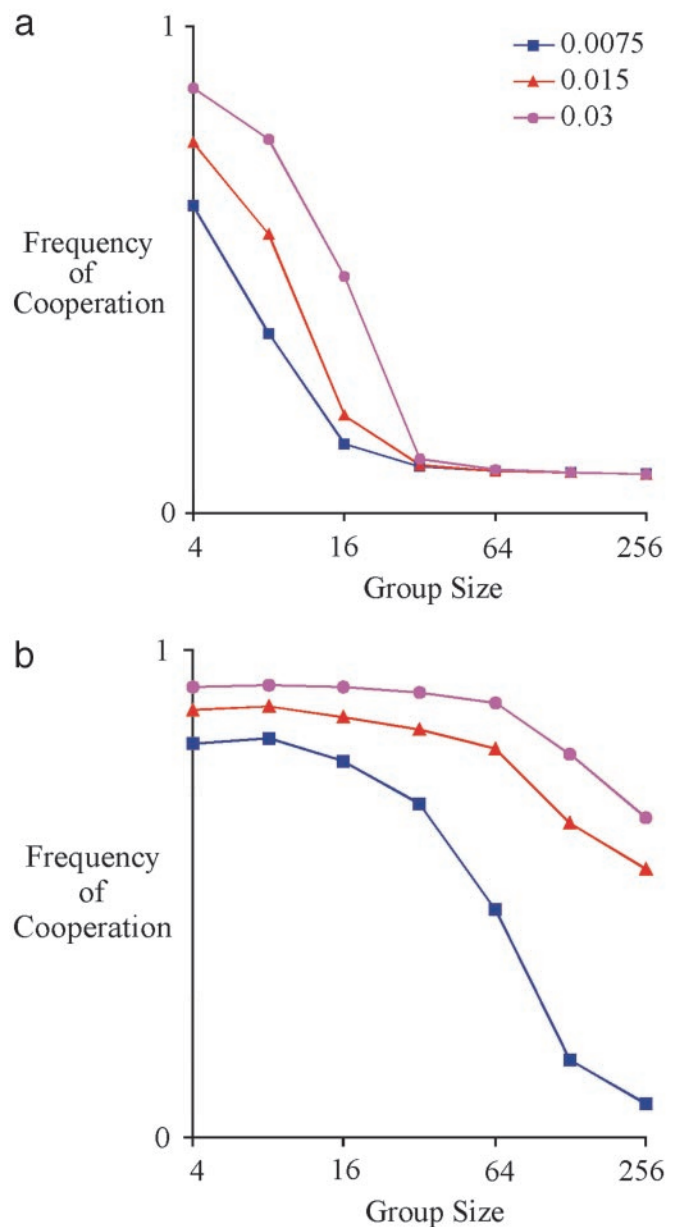 a
1
0.0075
0.015
0.03
Frequency
of
Cooperation
0
4
16
64
256
Group Size
b
1
Frequency
of
Cooperation
0
4
16
64
256
Group Size